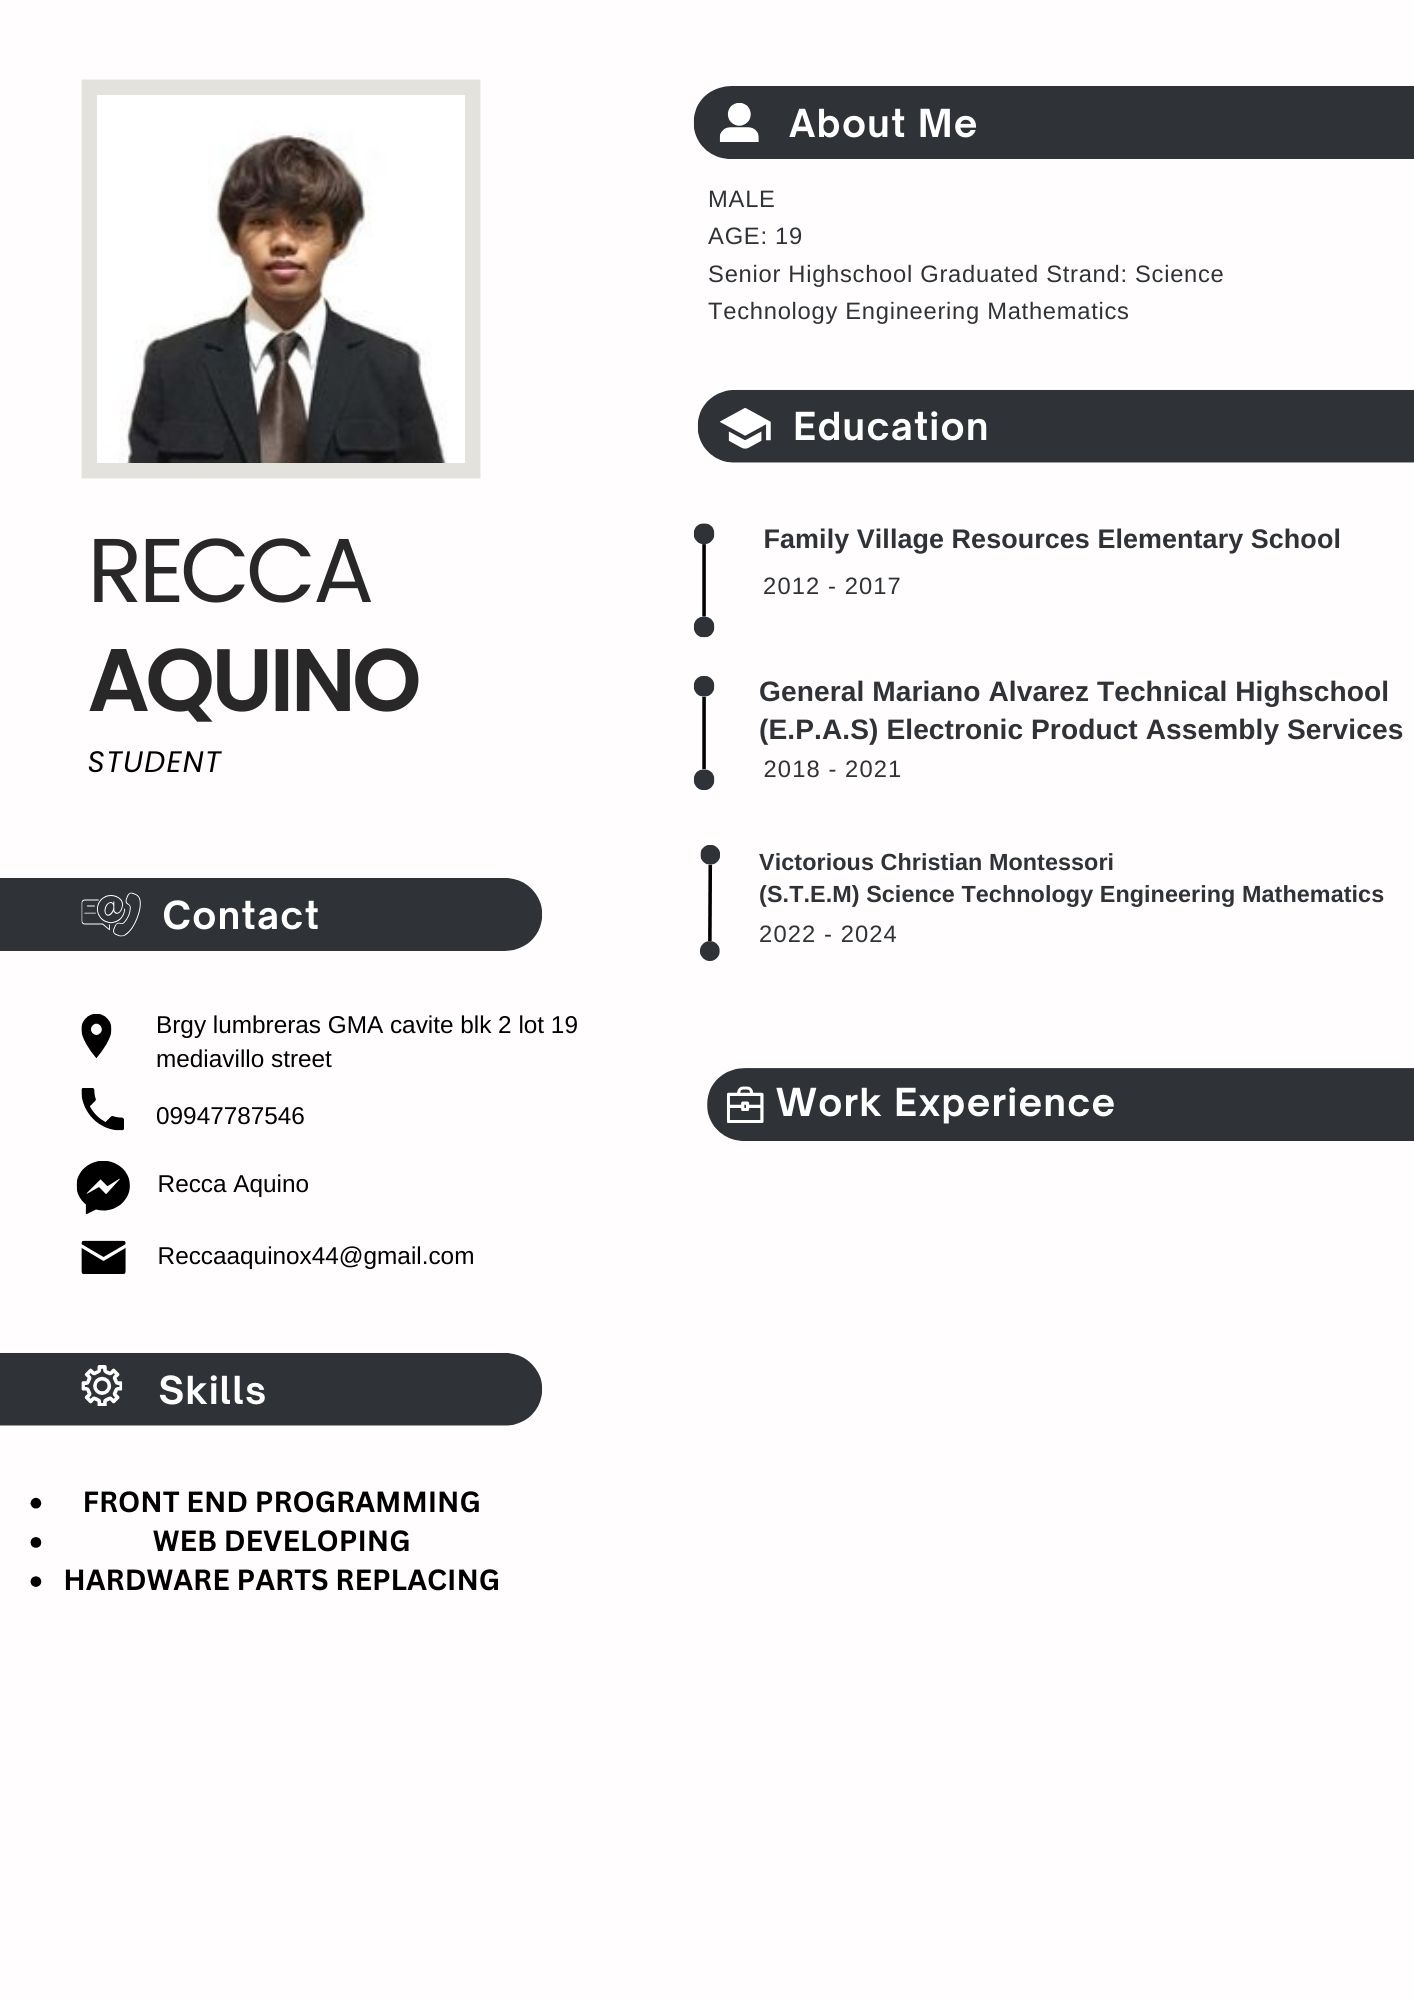 RECCA
AQUINO
STUDENT
Contact
Brgy lumbreras GMA cavite blk 2 lot 19
mediavillo street
09947787546
Recca Aquino
Reccaaquinox44@gmail.com
Skills
• FRONT END PROGRAMMING
• WEB DEVELOPING
• HARDWARE PARTS REPLACING
About Me
MALE
AGE: 19
Senior Highschool Graduated Strand: Science
Technology Engineering Mathematics
Education
Family Village Resources Elementary School
2012 - 2017
General Mariano Alvarez Technical Highschool
(E.P.A.S) Electronic Product Assembly Services
2018 - 2021
Victorious Christian Montessori
(S.T.E.M) Science Technology Engineering Mathematics
2022 - 2024
Work Experience